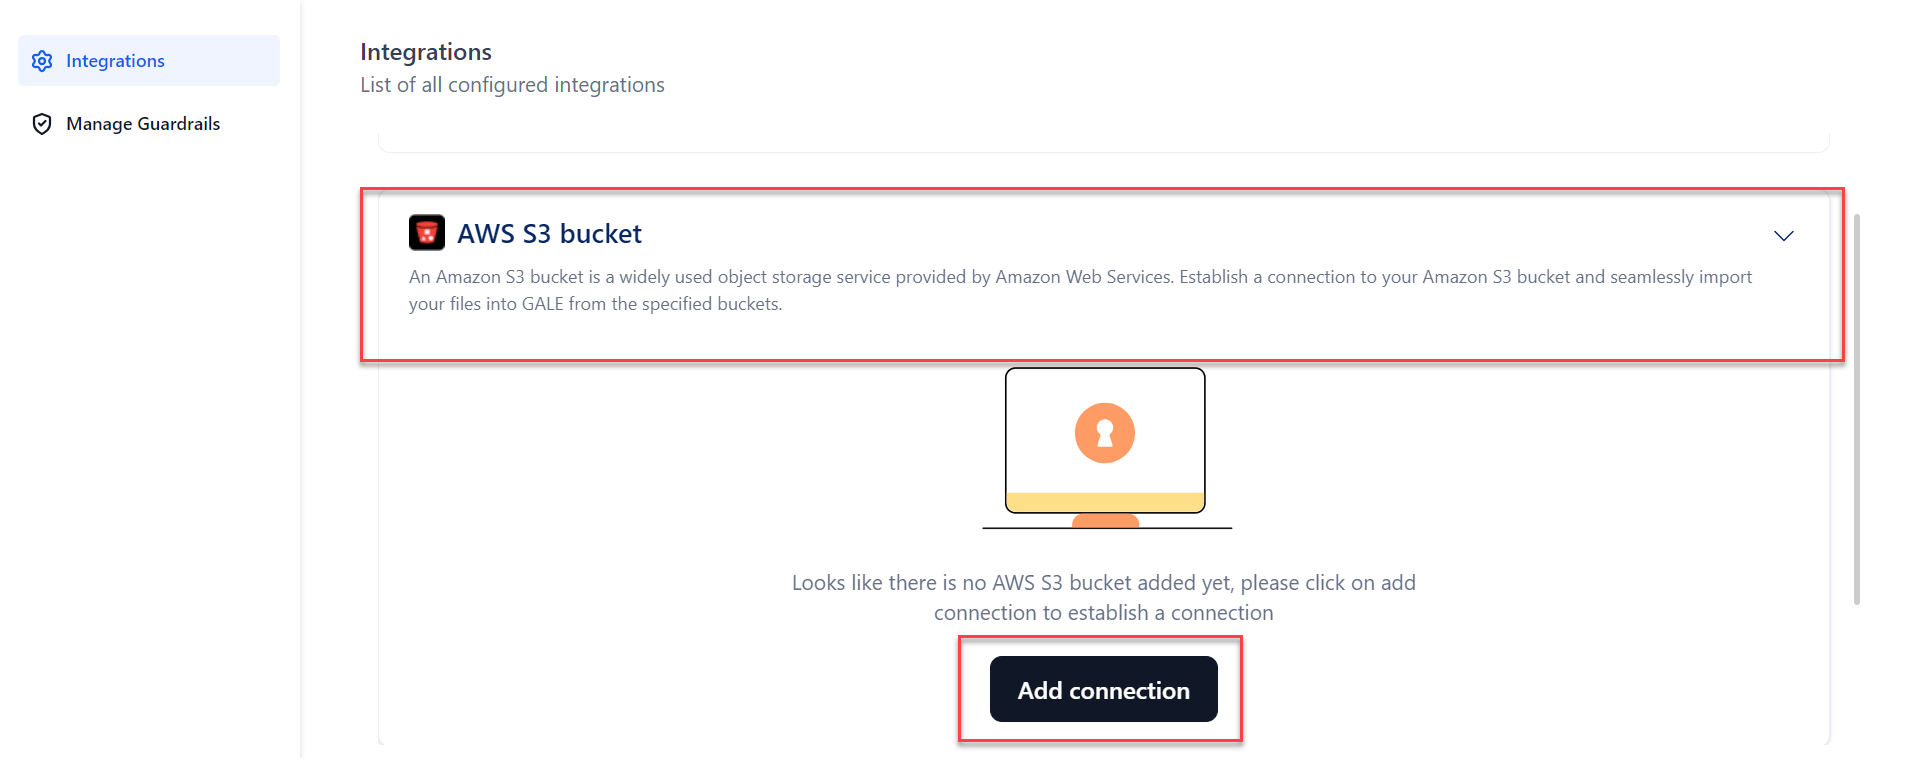 Integrations
Manage Guardrails
Integrations
List of all configured integrations
AWS S3 bucket
An Amazon S3 bucket is a widely used object storage service provided by Amazon Web Services. Establish a connection to your Amazon S3 bucket and seamlessly import
your files into GALE from the specified buckets.
Looks like there is no AWS S3 bucket added yet, please click on add
connection to establish a connection
Add connection